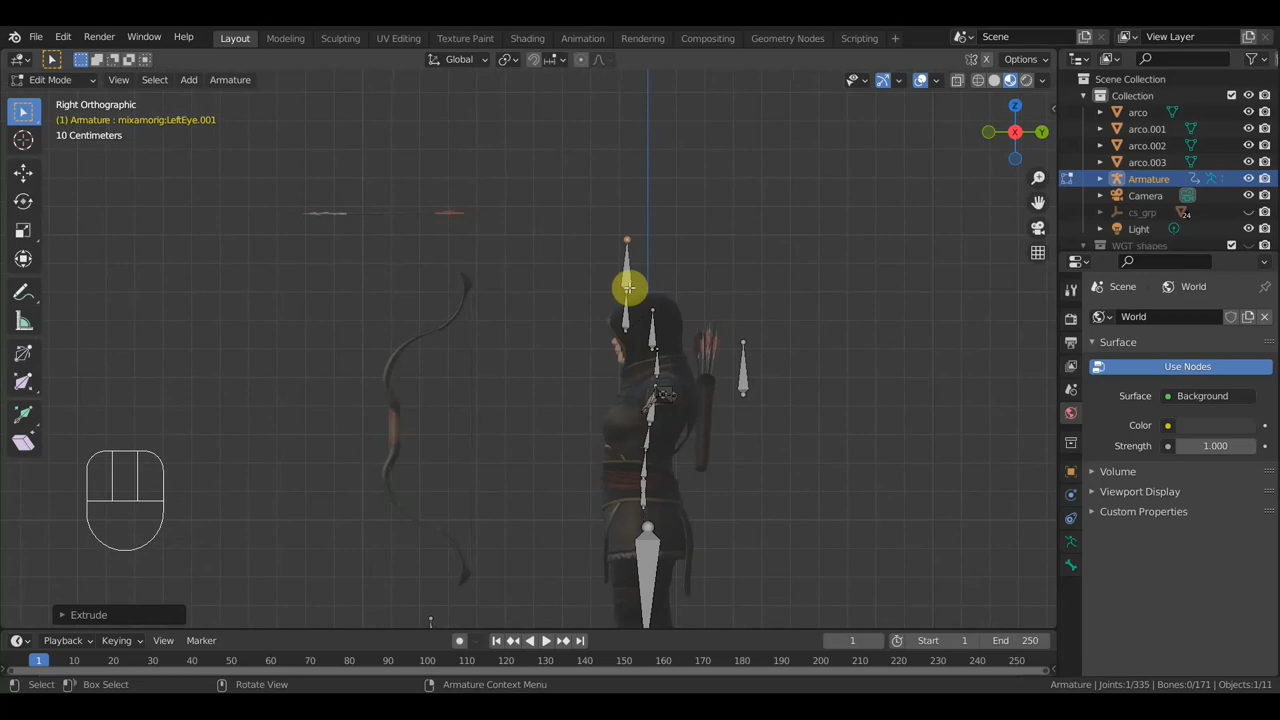 File Edit Render Window Help Layout Modeling Sculpting UV Editing Texture Paint Shading Animation Rendering Compositing Geometry Nodes Scripting + Scene View Layer
Global Options
Edit Mode View Select Add Armature
Right Orthographic
(1) Armature : mixamorig:LeftEye.001
10 Centimeters
X
Z
X
Y
Scene Collection
Collection
arco
arco.001
arco.002
arco.003
Armature
Camera
cs_grp 24
Light
WGT_shapes
Scene World
World
Surface
Use Nodes
Surface Background
Color
Strength 1.000
Volume
Viewport Display
Custom Properties
Extrude
Playback Keying View Marker 1 Start 1 End 250
1 10 20 30 40 50 60 70 80 90 100 110 120 130 140 150 160 170 180 190 200 210 220 230 240 250
Select Box Select Rotate View Armature Context Menu Armature | Joints:1/335 | Bones:0/171 | Objects:1/11